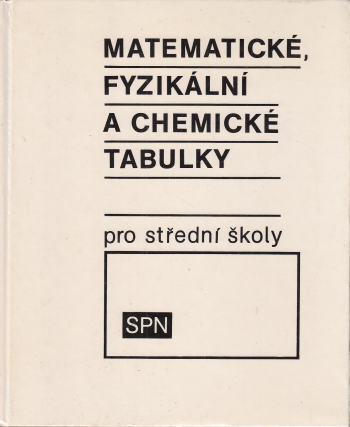 MATEMATICKÉ,
FYZIKÁLNÍ
A CHEMICKÉ
TABULKY
pro střední školy
SPN